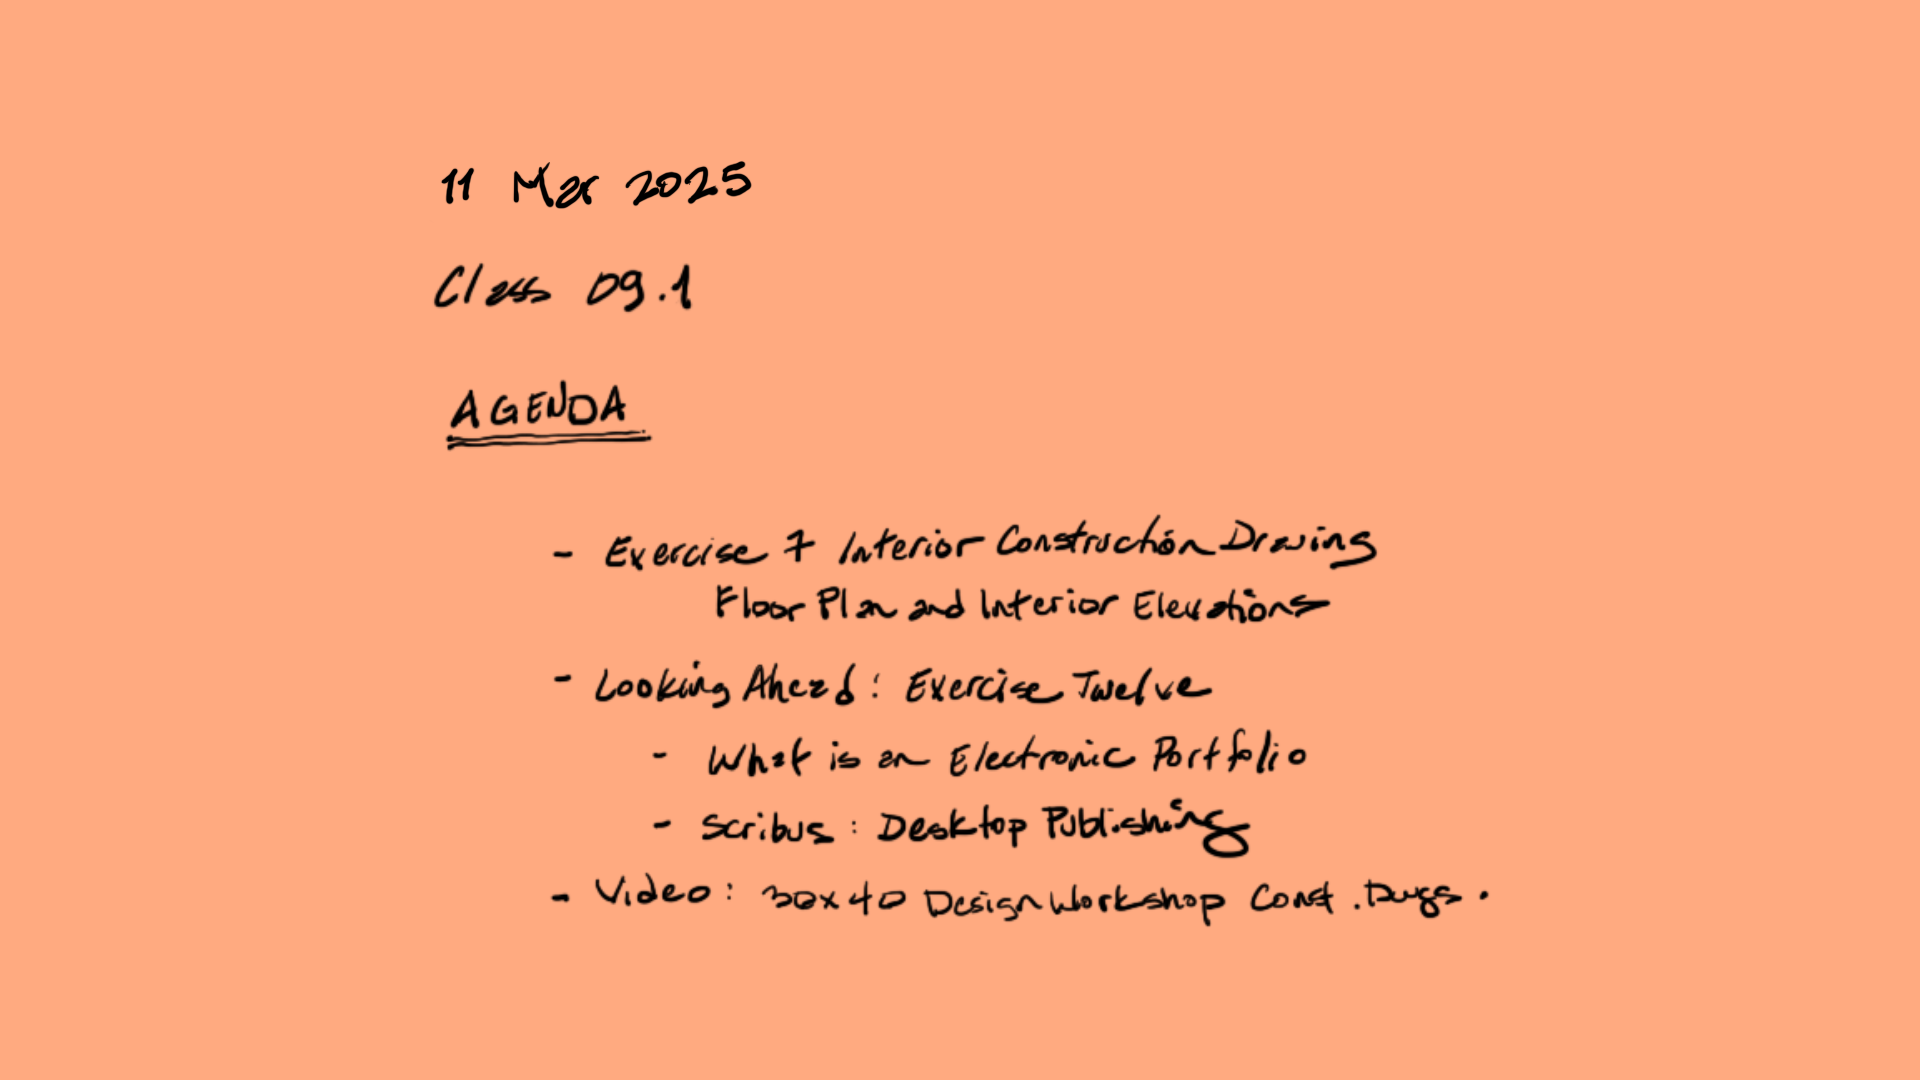 11 Mar 2025
Class 09.1
AGENDA
- Exercise 7 Interior Construction Drawing
Floor Plan and Interior Elevations
- Looking Ahead: Exercise Twelve
- What is an Electronic Portfolio
- Scribus: Desktop Publishing
- Video: 30x40 Design Workshop Const. Dwgs.